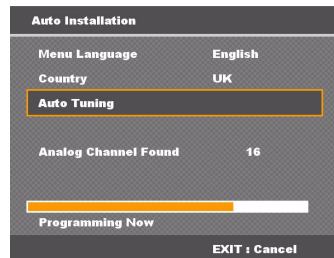 Auto Installation
Menu Language English
Country UK
Auto Tuning
Analog Channel Found 16
Programming Now
EXIT : Cancel